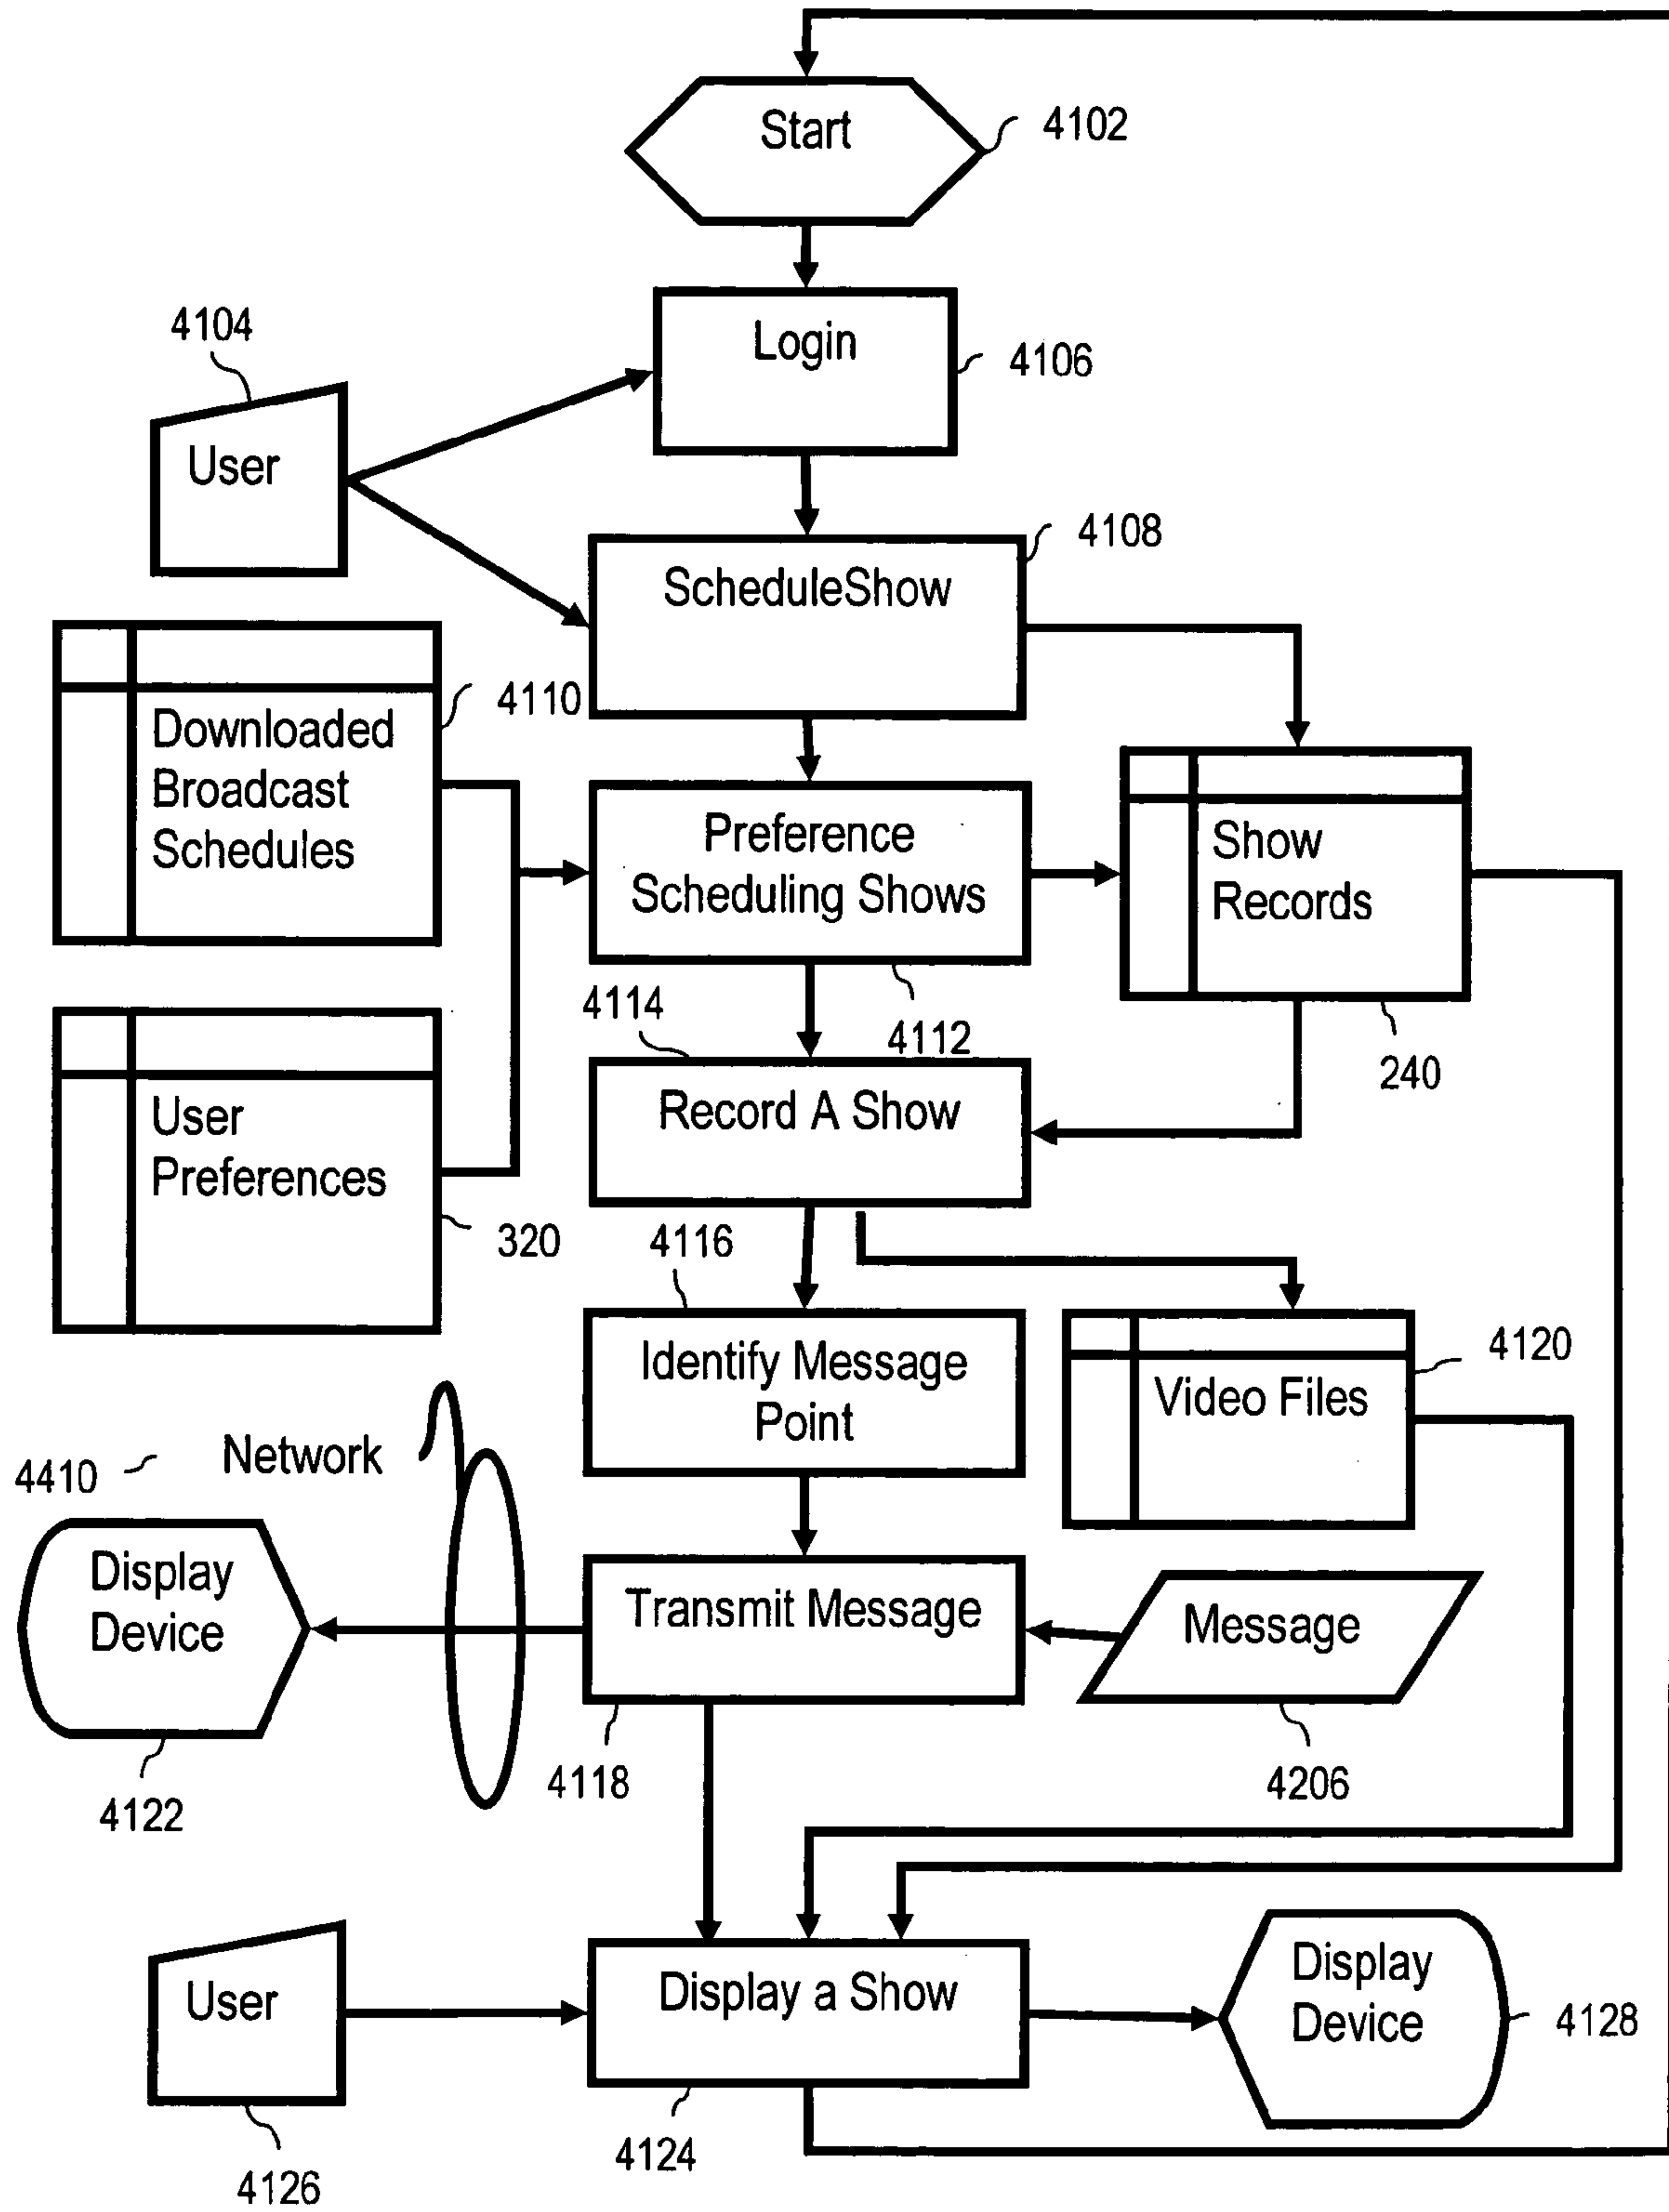 Start
4102
4104
Login
4106
User
4108
ScheduleShow
4110
Downloaded
Broadcast
Schedules
Preference
Scheduling Shows
Show
Records
4114
4112
240
User
Preferences
Record A Show
320
4116
Identify Message
Point
4120
Video Files
4410
Network
Display
Device
Transmit Message
Message
4122
4118
4206
User
Display a Show
Display
Device
4128
4124
4126